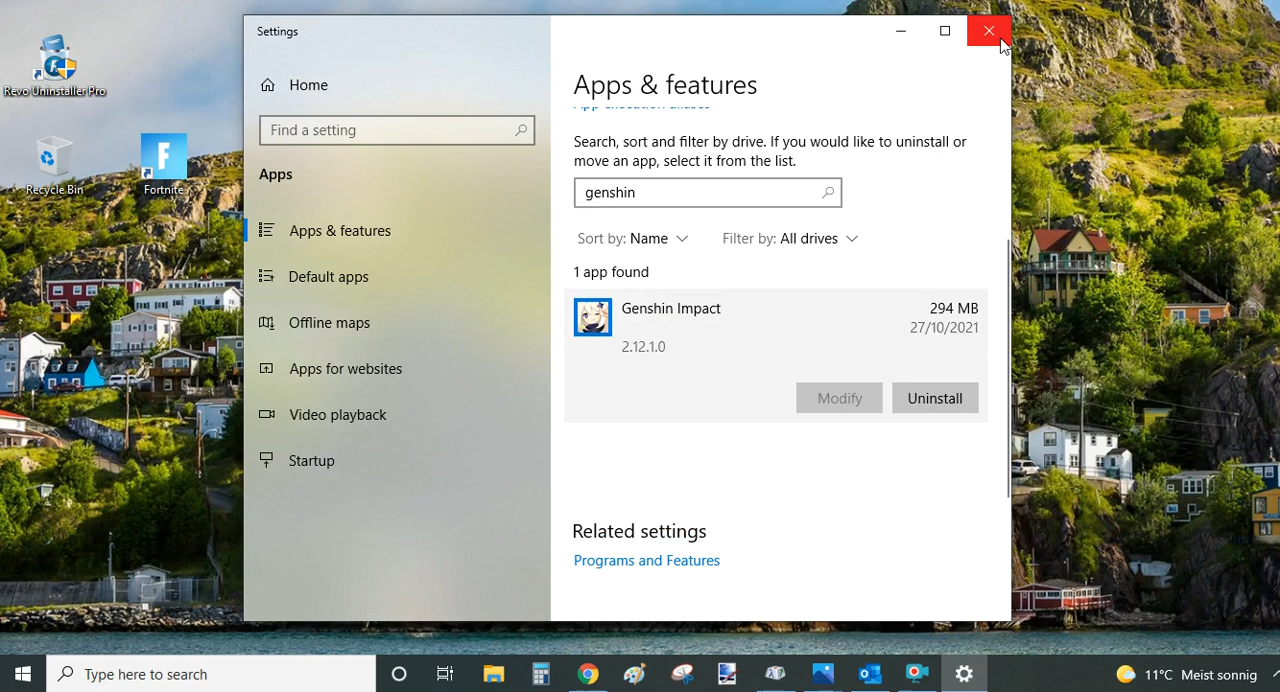 Settings
Revo Uninstaller Pro
Recycle Bin
Fortnite
Home
Find a setting
Apps
Apps & features
Default apps
Offline maps
Apps for websites
Video playback
Startup
Apps & features
App execution aliases
Search, sort and filter by drive. If you would like to uninstall or
move an app, select it from the list.
genshin
Sort by: Name
Filter by: All drives
1 app found
Genshin Impact
294 MB
27/10/2021
2.12.1.0
Modify
Uninstall
Related settings
Programs and Features
Type here to search
11°C Meist sonnig